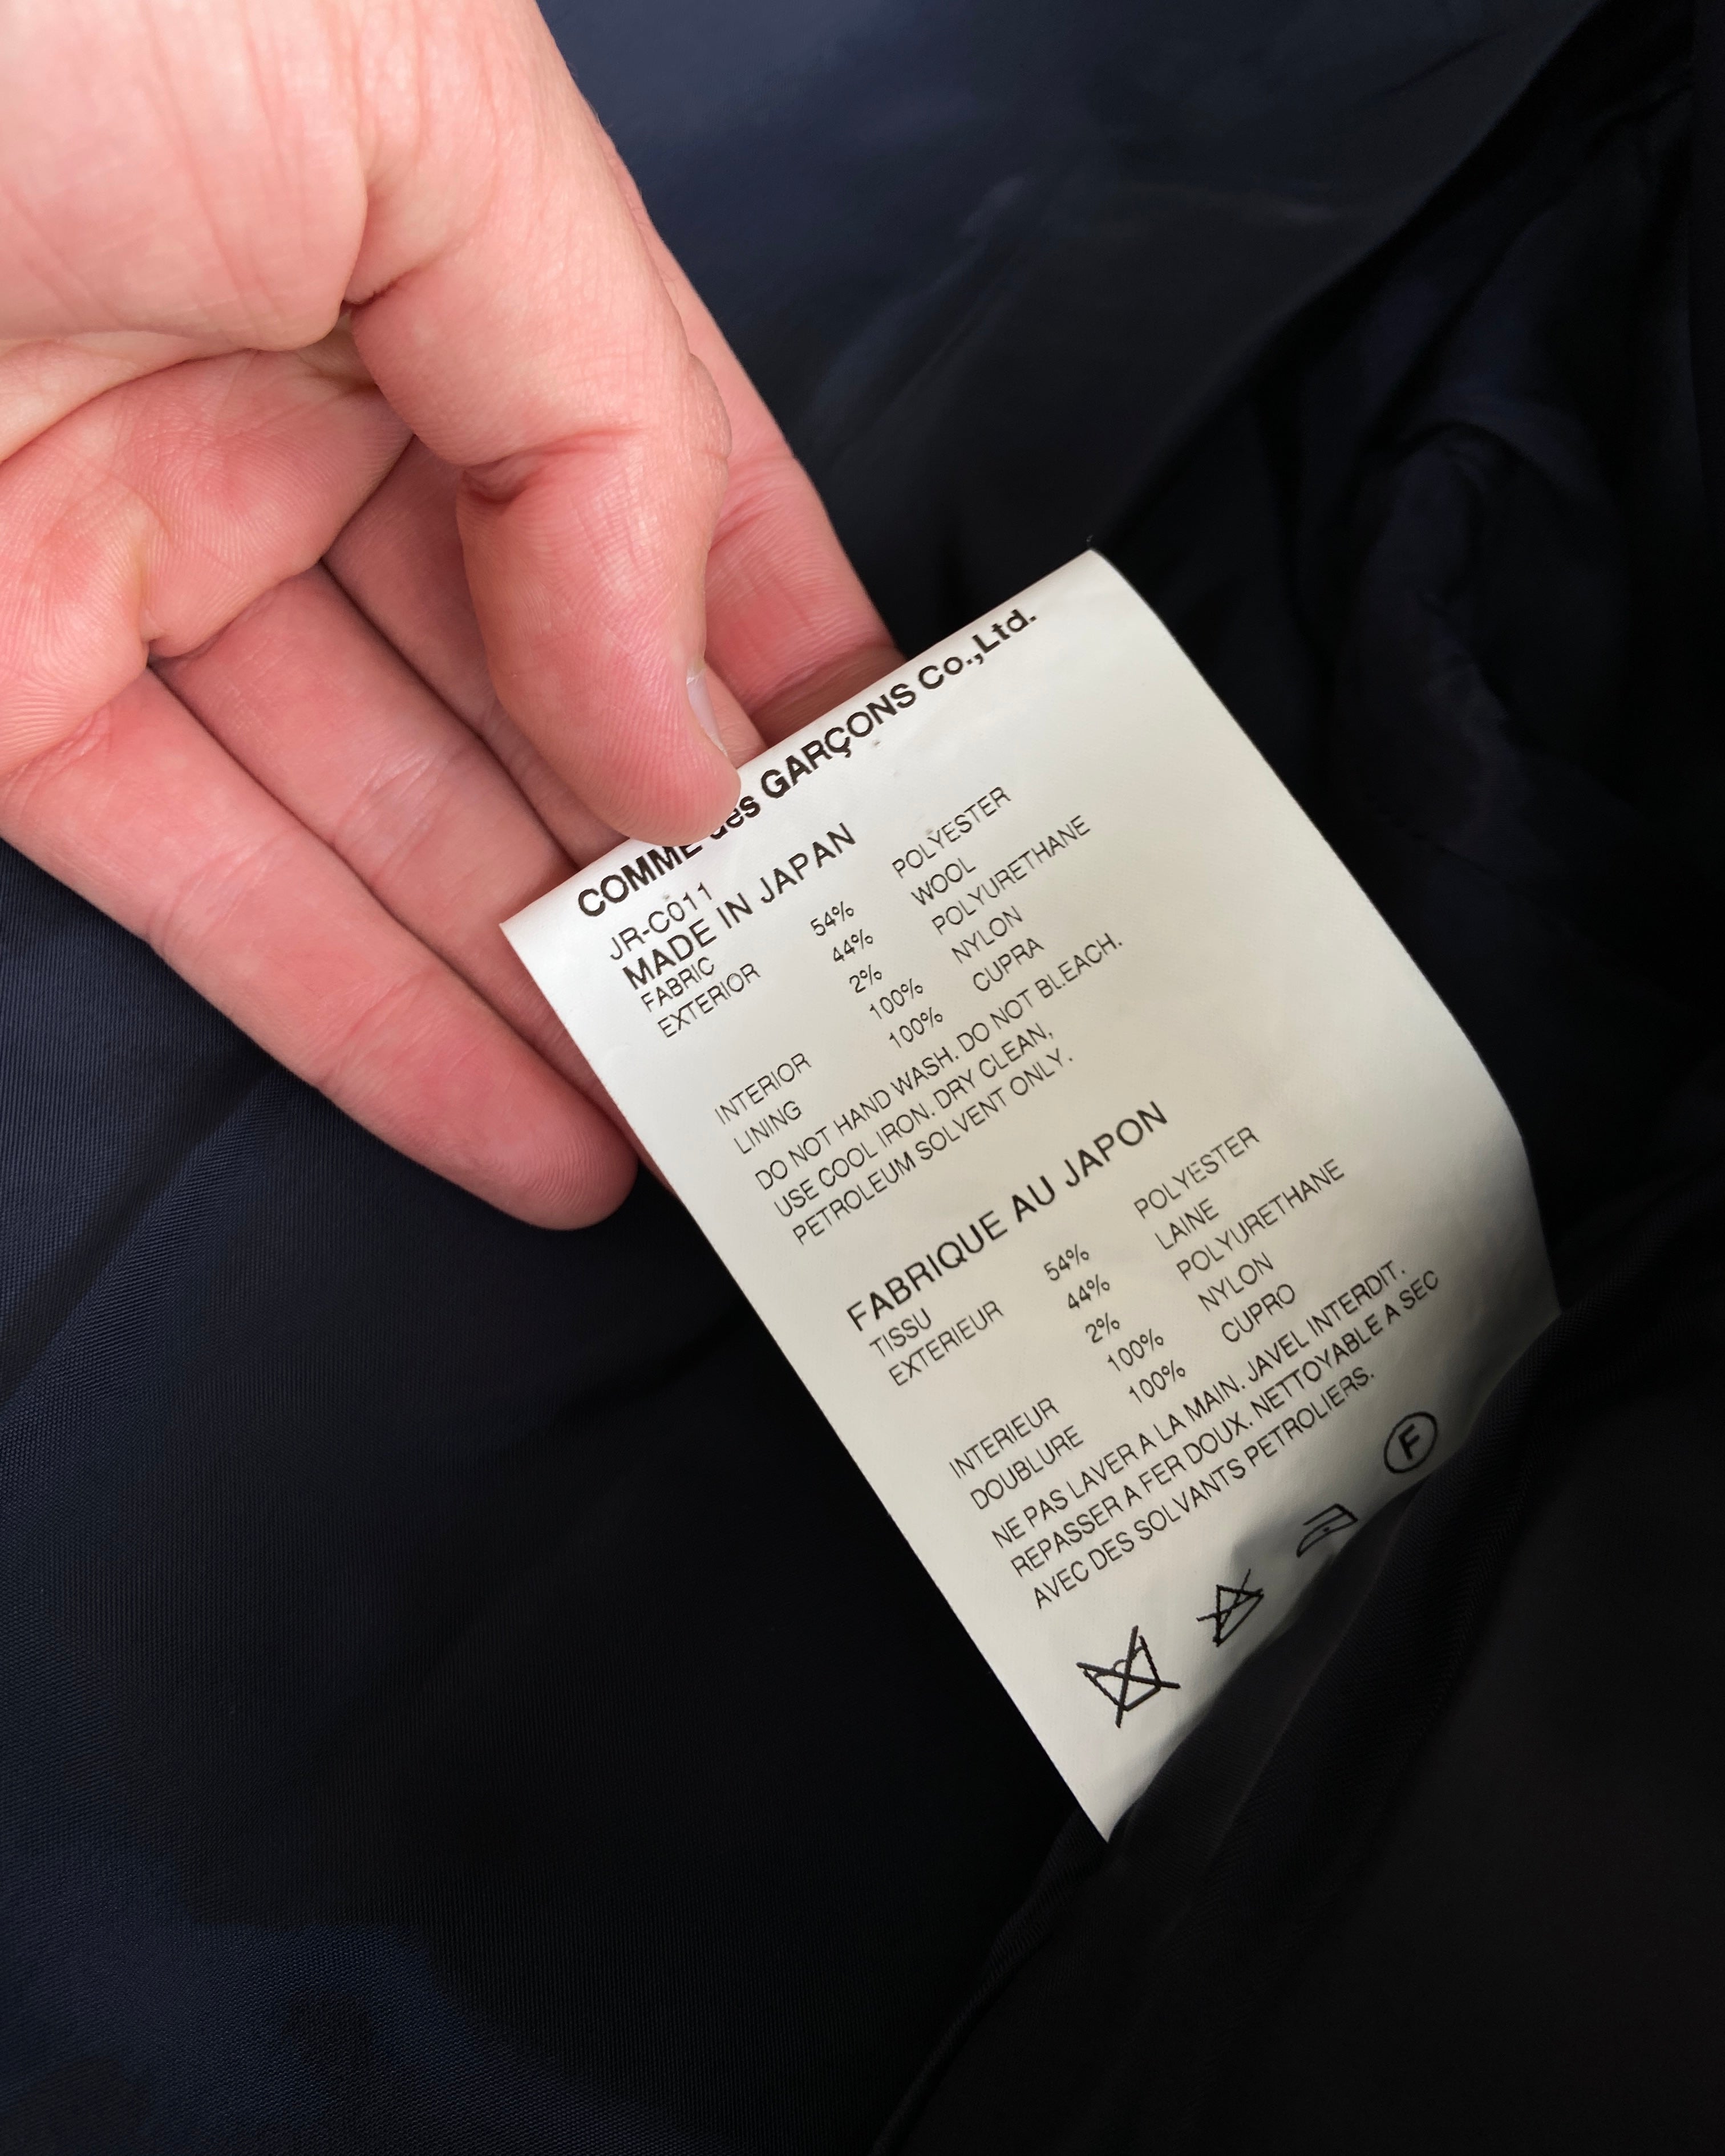 COMME des GARÇONS Co.,Ltd.
JR-C011
MADE IN JAPAN
FABRIC
EXTERIOR 54% POLYESTER
44% WOOL
2% POLYURETHANE
INTERIOR 100% NYLON
LINING 100% CUPRA
DO NOT HAND WASH. DO NOT BLEACH.
USE COOL IRON. DRY CLEAN,
PETROLEUM SOLVENT ONLY.
FABRIQUE AU JAPON
TISSU
EXTERIEUR 54% POLYESTER
44% LAINE
2% POLYURETHANE
INTERIEUR 100% NYLON
DOUBLURE 100% CUPRO
NE PAS LAVER A LA MAIN. JAVEL INTERDIT.
REPASSER A FER DOUX. NETTOYABLE A SEC
AVEC DES SOLVANTS PETROLIERS.
F